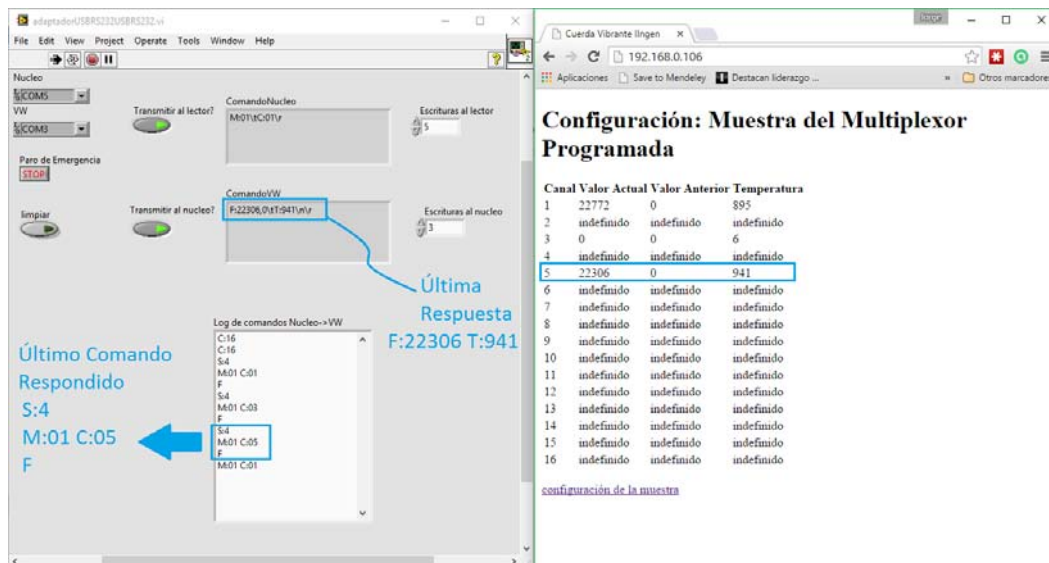 adaptadorUSBRS232USBRS232.vi
File Edit View Project Operate Tools Window Help
Nucleo
COM5
VW
COM3
Transmitir al lector?
ComandoNucleo
M:01\tC:01\r
Escrituras al lector
5
Paro de Emergencia
STOP
limpiar
Transmitir al nucleo?
ComandoVW
F:22306,0\tT:941\n\r
Escrituras al nucleo
3
Última
Respuesta
F:22306 T:941
Log de comandos Nucleo->VW
C:16
C:16
S:4
M:01 C:01
F
S:4
M:01 C:03
F
S:4
M:01 C:05
F
M:01 C:01
Último Comando
Respondido
S:4
M:01 C:05
F
Cuerda Vibrante IIngen
192.168.0.106
Aplicaciones Save to Mendeley Destacan liderazgo ... Otros marcadores
Configuración: Muestra del Multiplexor
Programada
Canal Valor Actual Valor Anterior Temperatura
1 22772 0 895
2 indefinido indefinido indefinido
3 0 0 6
4 indefinido indefinido indefinido
5 22306 0 941
6 indefinido indefinido indefinido
7 indefinido indefinido indefinido
8 indefinido indefinido indefinido
9 indefinido indefinido indefinido
10 indefinido indefinido indefinido
11 indefinido indefinido indefinido
12 indefinido indefinido indefinido
13 indefinido indefinido indefinido
14 indefinido indefinido indefinido
15 indefinido indefinido indefinido
16 indefinido indefinido indefinido
configuración de la muestra